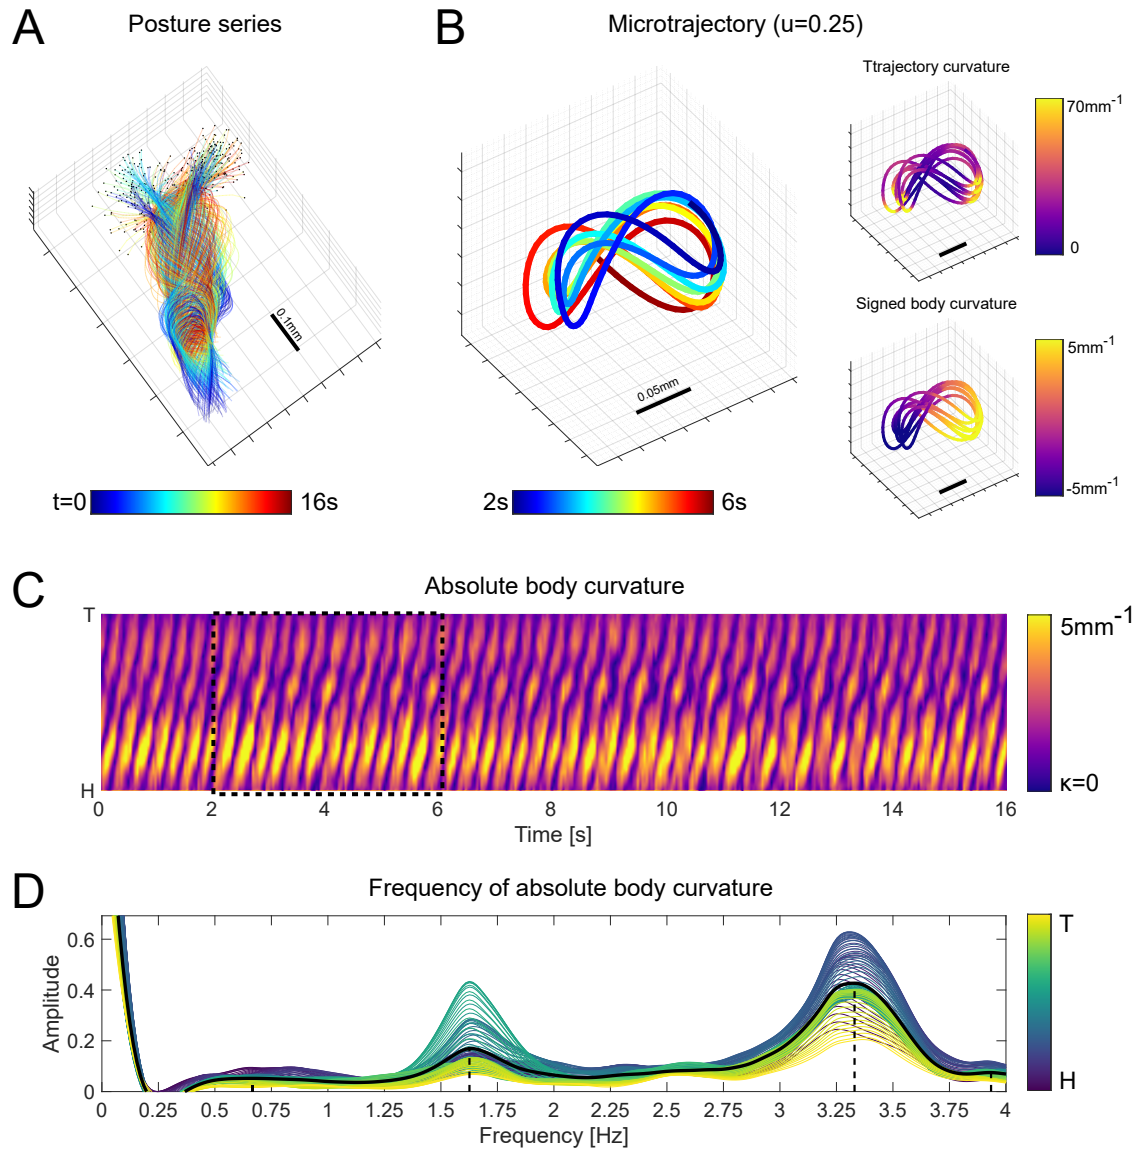 A
Posture series
0.1mm
t=0
16s
B
Microtrajectory (u=0.25)
0.05mm
2s
6s
Ttrajectory curvature
70mm-1
0
Signed body curvature
5mm-1
-5mm-1
C
Absolute body curvature
T
H
0 2 4 6 8 10 12 14 16
Time [s]
5mm-1
κ=0
D
Frequency of absolute body curvature
Amplitude
0.6
0.4
0.2
0
0 0.25 0.5 0.75 1 1.25 1.5 1.75 2 2.25 2.5 2.75 3 3.25 3.5 3.75 4
Frequency [Hz]
T
H